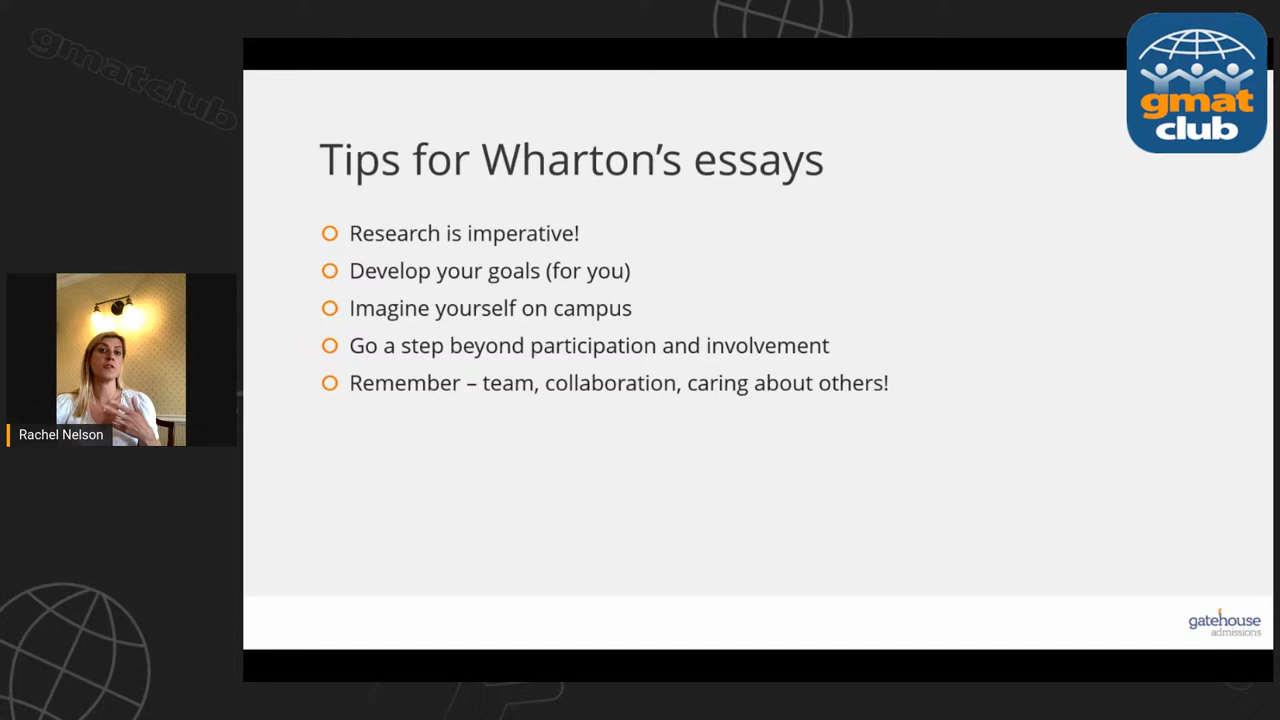 gmatclub
gmat
club
Tips for Wharton's essays
Research is imperative!
Develop your goals (for you)
Imagine yourself on campus
Go a step beyond participation and involvement
Remember – team, collaboration, caring about others!
Rachel Nelson
gatehouse
admissions